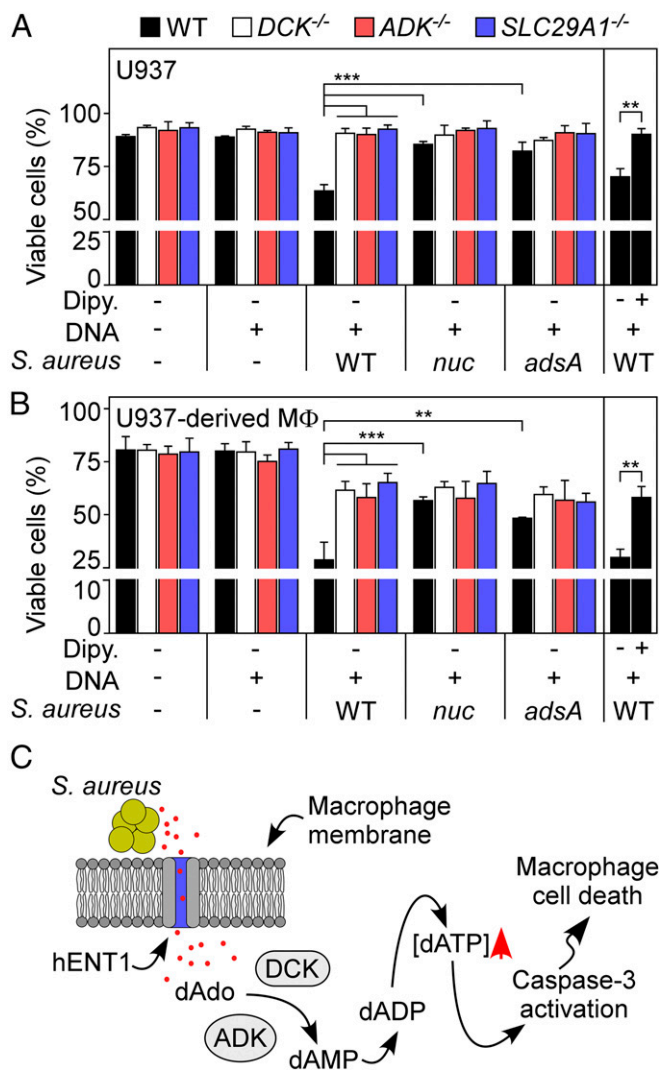 A
WT DCK-/- ADK-/- SLC29A1-/-
U937
Viable cells (%)
100
75
50
25
0
***
**
Dipy. - - - - - - +
DNA - + + + + +
S. aureus - - WT nuc adsA WT
B
U937-derived MΦ
Viable cells (%)
100
75
50
25
10
0
**
***
**
Dipy. - - - - - - +
DNA - + + + + +
S. aureus - - WT nuc adsA WT
C
S. aureus
Macrophage
membrane
Macrophage
cell death
hENT1
DCK
[dATP]
dAdo
dADP
Caspase-3
activation
ADK
dAMP